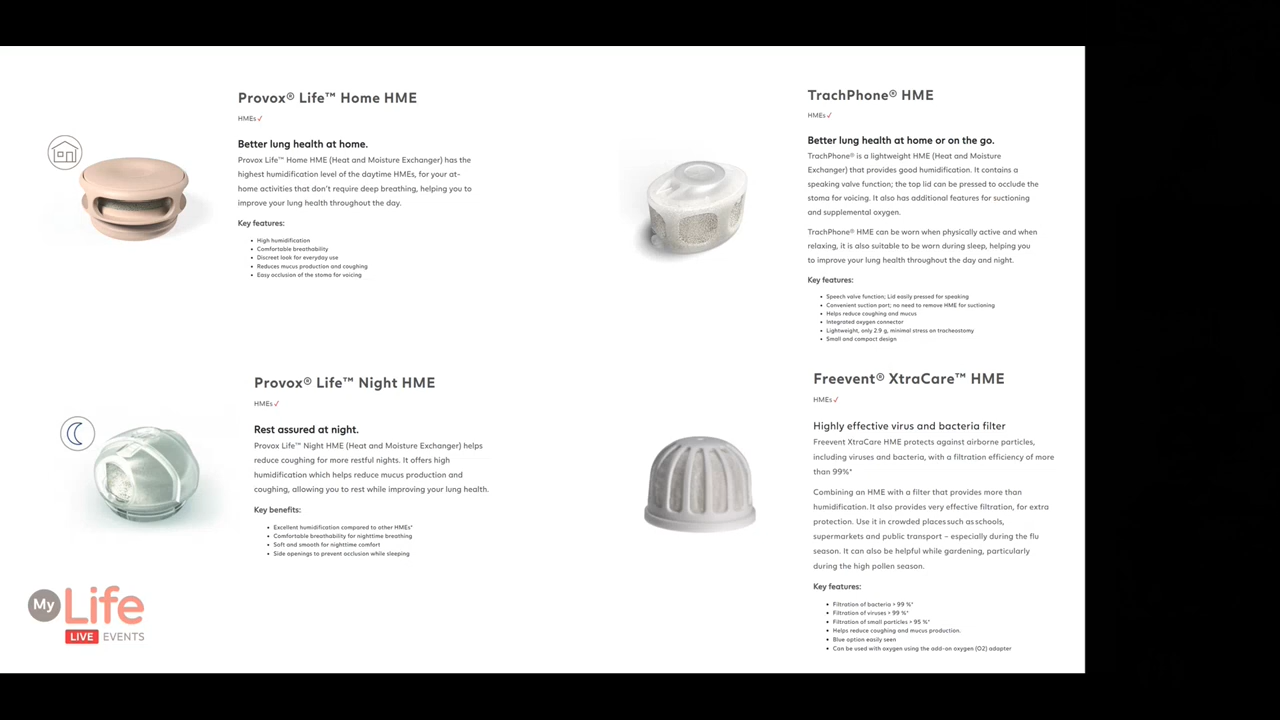 Provox® Life™ Home HME
HMEs ✓
Better lung health at home.
Provox Life™ Home HME (Heat and Moisture Exchanger) has the
highest humidification level of the daytime HMEs, for your at-
home activities that don't require deep breathing, helping you to
improve your lung health throughout the day.
Key features:
• High humidification
• Comfortable breathability
• Discreet look for everyday use
• Reduces mucus production and coughing
• Easy occlusion of the stoma for voicing
TrachPhone® HME
HMEs ✓
Better lung health at home or on the go.
TrachPhone® is a lightweight HME (Heat and Moisture
Exchanger) that provides good humidification. It contains a
speaking valve function; the top lid can be pressed to occlude the
stoma for voicing. It also has additional features for suctioning
and supplemental oxygen.
TrachPhone® HME can be worn when physically active and when
relaxing, it is also suitable to be worn during sleep, helping you
to improve your lung health throughout the day and night.
Key features:
• Speech valve function; Lid easily pressed for speaking
• Convenient suction port; no need to remove HME for suctioning
• Helps reduce coughing and mucus
• Integrated oxygen connector
• Lightweight, only 2.9 g, minimal stress on tracheostomy
• Small and compact design
Provox® Life™ Night HME
HMEs ✓
Rest assured at night.
Provox Life™ Night HME (Heat and Moisture Exchanger) helps
reduce coughing for more restful nights. It offers high
humidification which helps reduce mucus production and
coughing, allowing you to rest while improving your lung health.
Key benefits:
• Excellent humidification compared to other HMEs*
• Comfortable breathability for nighttime breathing
• Soft and smooth for nighttime comfort
• Side openings to prevent occlusion while sleeping
Freevent® XtraCare™ HME
HMEs ✓
Highly effective virus and bacteria filter
Freevent XtraCare HME protects against airborne particles,
including viruses and bacteria, with a filtration efficiency of more
than 99%*
Combining an HME with a filter that provides more than
humidification. It also provides very effective filtration, for extra
protection. Use it in crowded places such as schools,
supermarkets and public transport – especially during the flu
season. It can also be helpful while gardening, particularly
during the high pollen season.
Key features:
• Filtration of bacteria > 99 %*
• Filtration of viruses > 99 %*
• Filtration of small particles > 95 %*
• Helps reduce coughing and mucus production.
• Blue option easily seen
• Can be used with oxygen using the add-on oxygen (O2) adapter
My Life
LIVE EVENTS